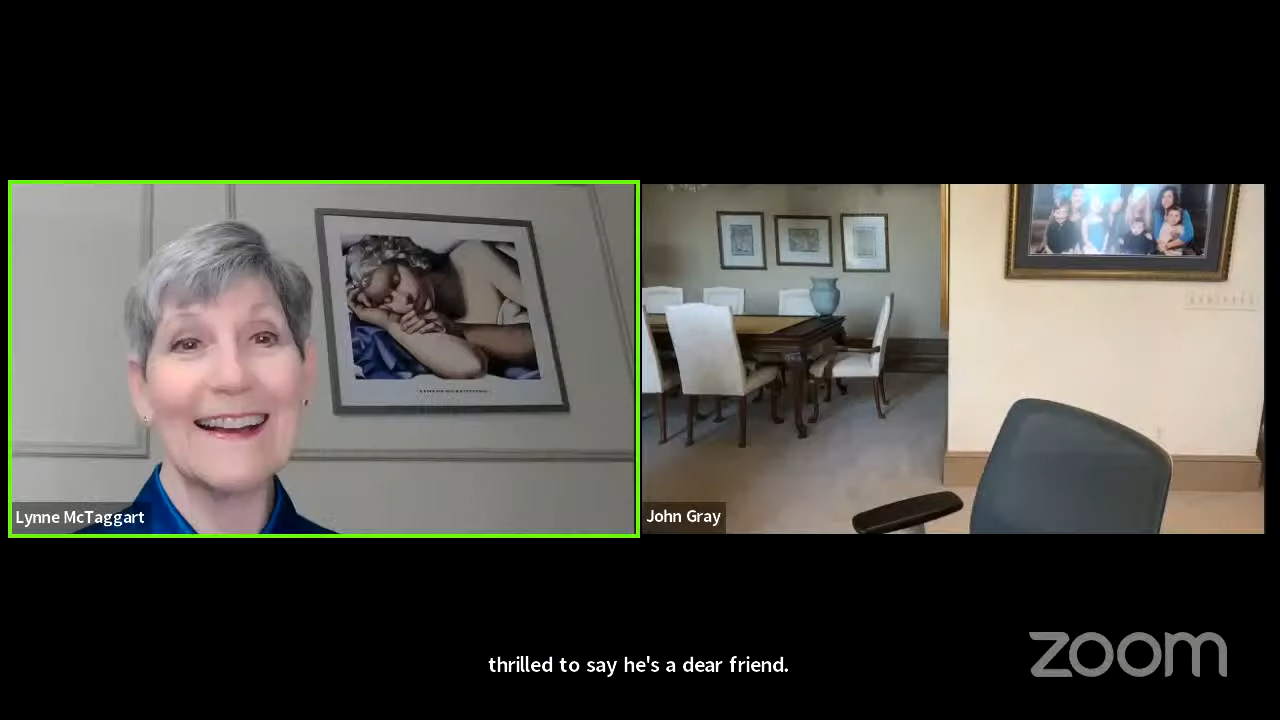 Lynne McTaggart
John Gray
thrilled to say he's a dear friend.
zoom